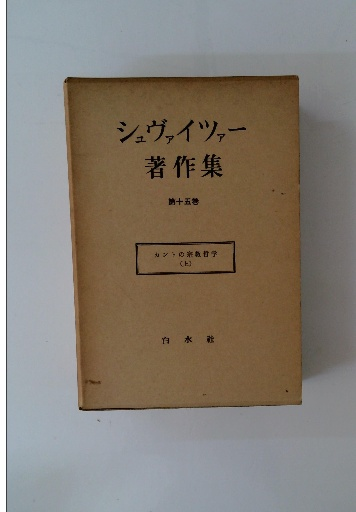 シュヴァイツァー
著作集
第十五巻
カントの宗教哲学
(上)
白水社